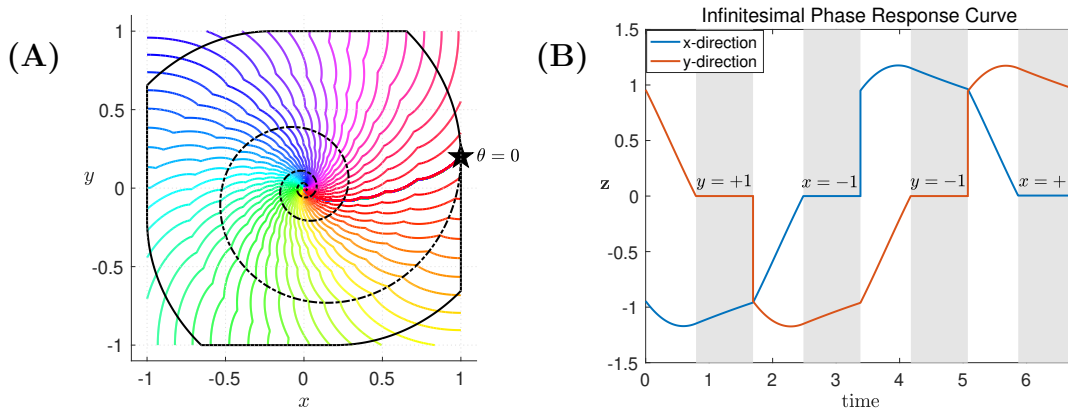 (A)
1
0.5
y
0
-0.5
-1
-1
-0.5
0
0.5
1
x
θ = 0
(B)
Infinitesimal Phase Response Curve
x-direction
y-direction
1.5
1
0.5
z
0
-0.5
-1
-1.5
y = +1
x = −1
y = −1
x = +
0
1
2
3
4
5
6
time